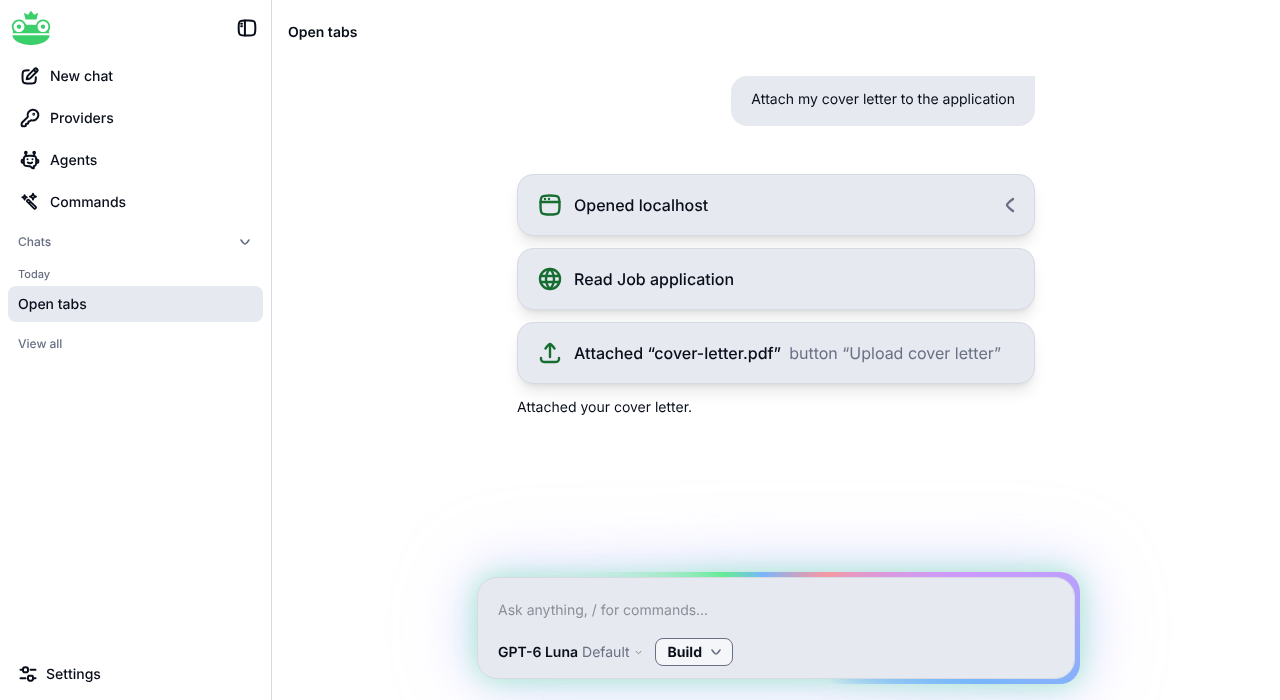 Open tabs
New chat
Providers
Agents
Commands
Chats
Today
Open tabs
View all
Settings
Attach my cover letter to the application
Opened localhost
Read Job application
Attached “cover-letter.pdf” button “Upload cover letter”
Attached your cover letter.
Ask anything, / for commands...
GPT-6 Luna Default Build